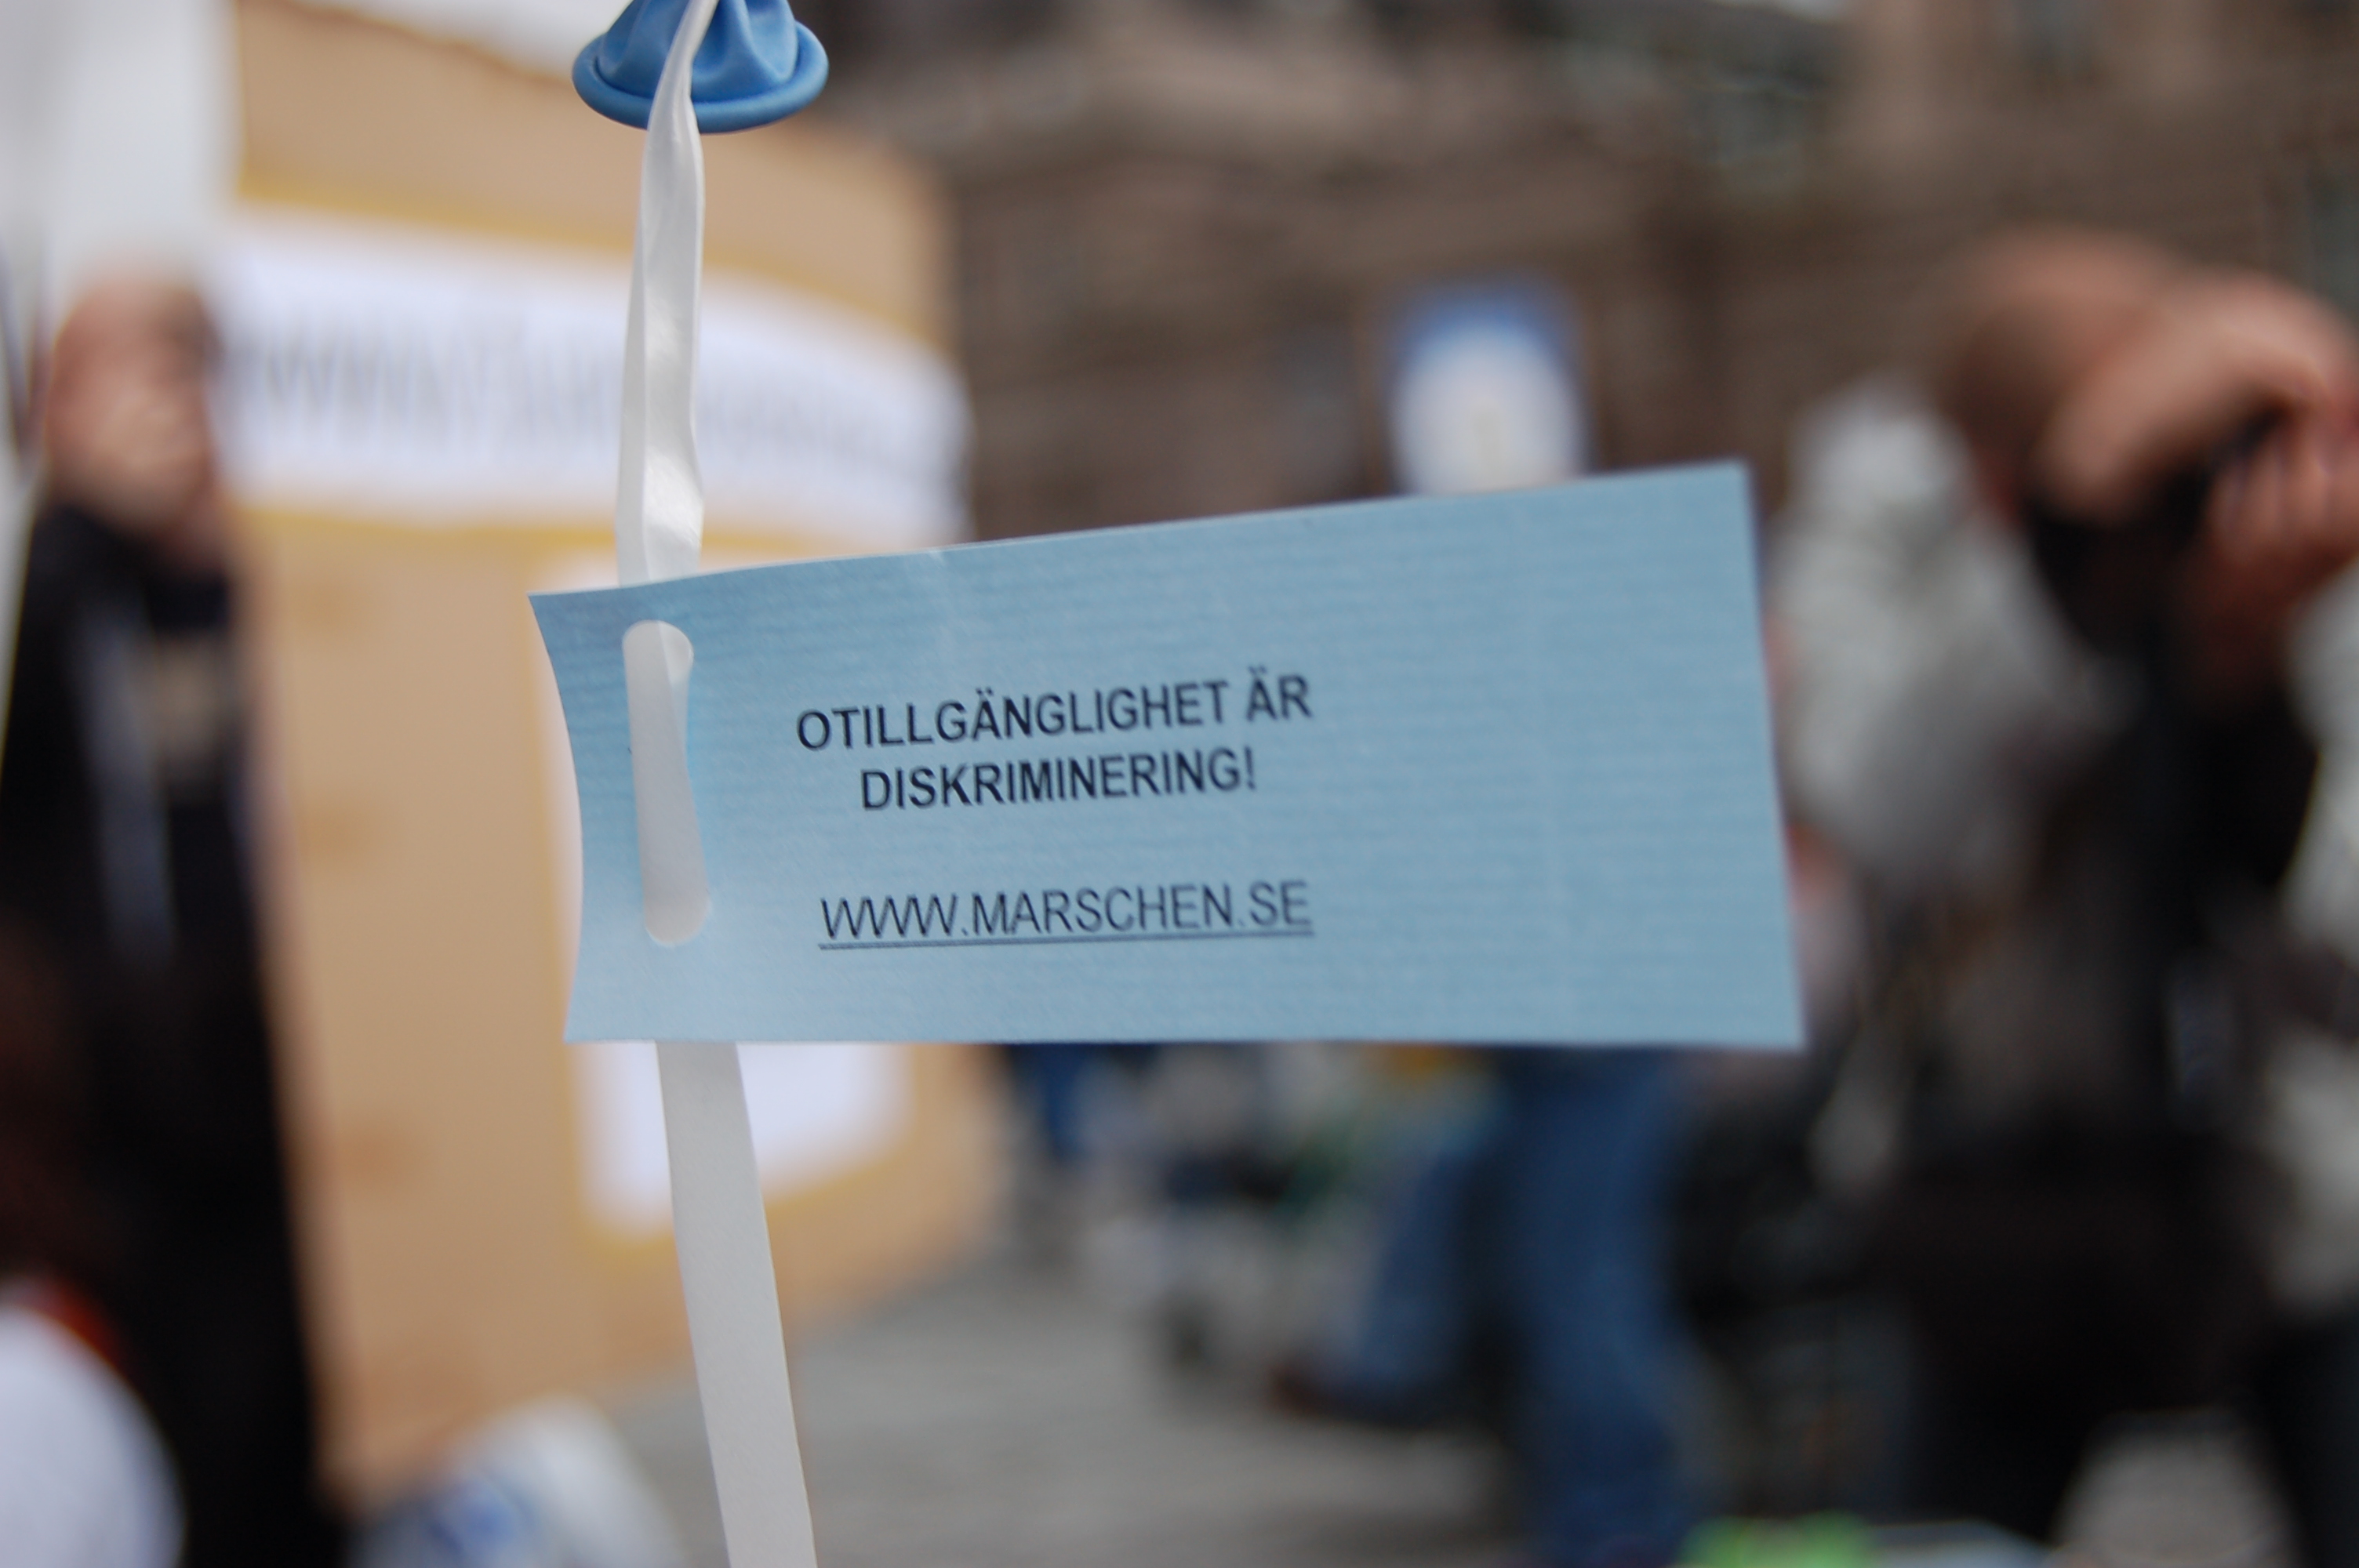 OTILLGÄNGLIGHET ÄR
DISKRIMINERING!
WWW.MARSCHEN.SE